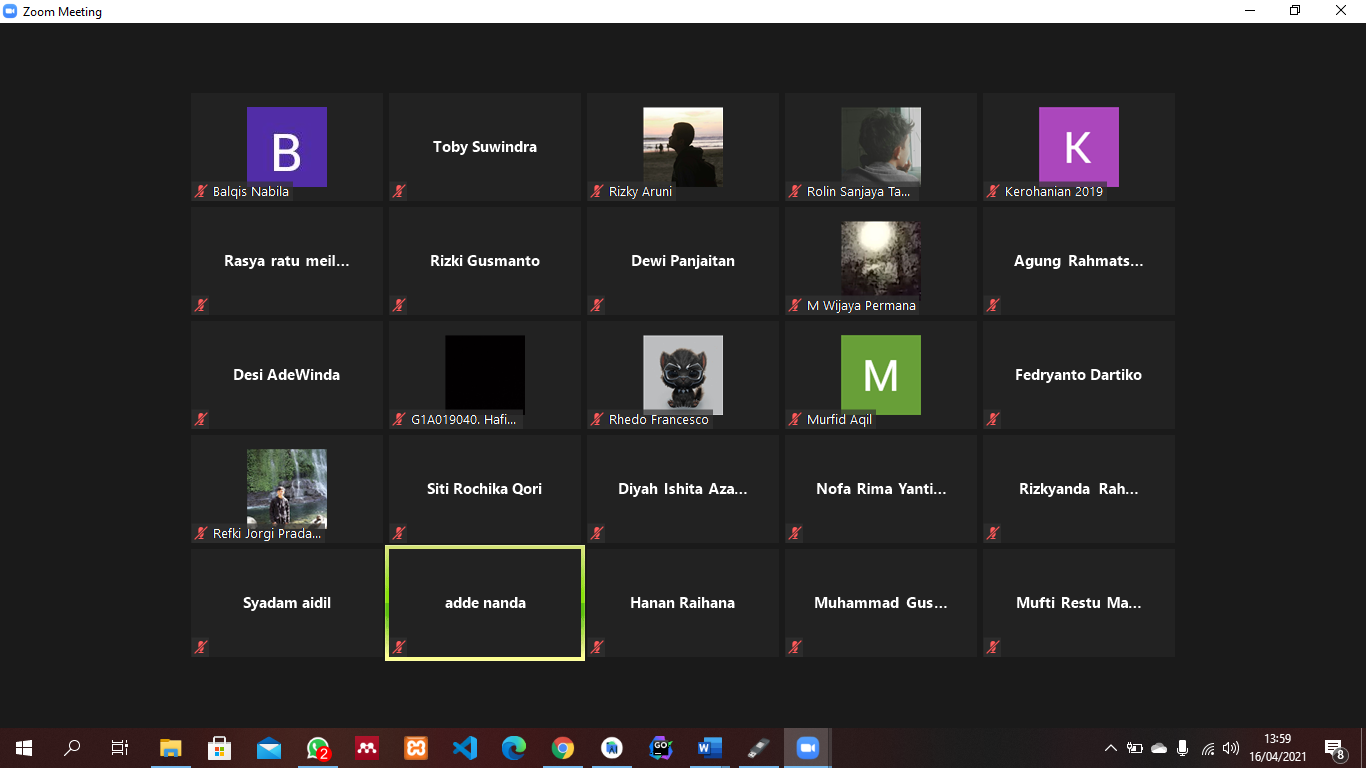 Zoom Meeting
B
Balqis Nabila
Toby Suwindra
Rizky Aruni
Rolin Sanjaya Ta...
K
Kerohanian 2019
Rasya ratu meil...
Rizki Gusmanto
Dewi Panjaitan
M Wijaya Permana
Agung Rahmats...
Desi AdeWinda
G1A019040. Hafi...
Rhedo Francesco
M
Murfid Aqil
Fedryanto Dartiko
Refki Jorgi Prada...
Siti Rochika Qori
Diyah Ishita Aza...
Nofa Rima Yanti...
Rizkyanda Rah...
Syadam aidil
adde nanda
Hanan Raihana
Muhammad Gus...
Mufti Restu Ma...
2
GO
W
13:59
16/04/2021
8